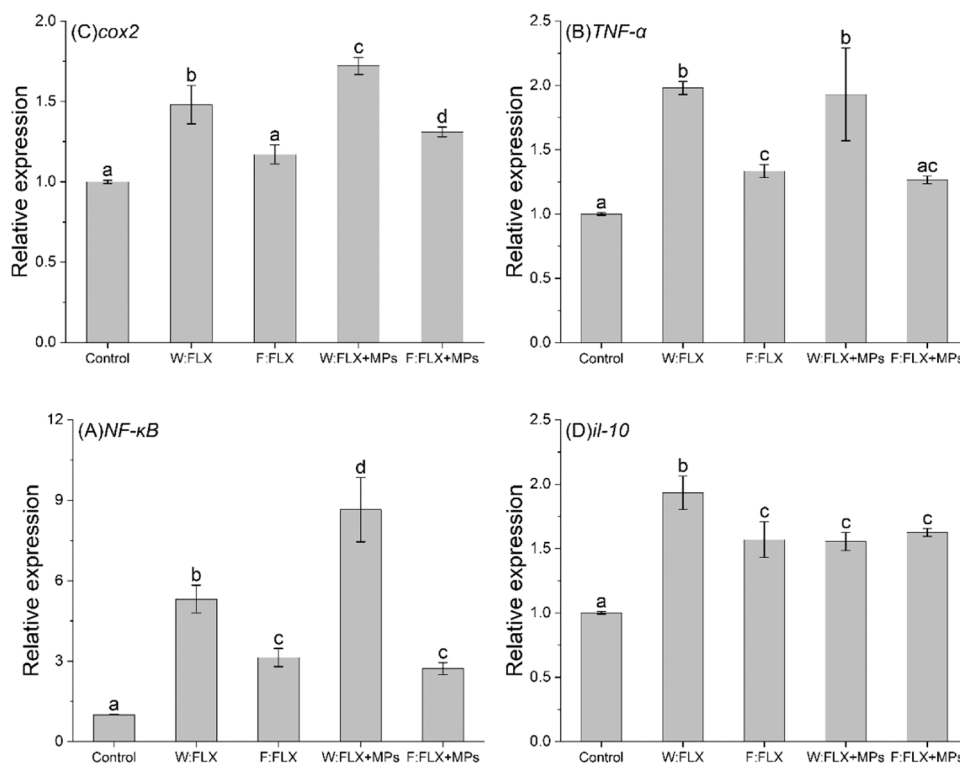 (C)cox2
Relative expression
2.0
1.5
1.0
0.5
0.0
a
b
a
c
d
Control
W:FLX
F:FLX
W:FLX+MPs
F:FLX+MPs
(B)TNF-α
Relative expression
2.5
2.0
1.5
1.0
0.5
0.0
a
b
c
b
ac
Control
W:FLX
F:FLX
W:FLX+MPs
F:FLX+MPs
(A)NF-κB
Relative expression
12
9
6
3
0
a
b
c
d
c
Control
W:FLX
F:FLX
W:FLX+MPs
F:FLX+MPs
(D)il-10
Relative expression
2.5
2.0
1.5
1.0
0.5
0.0
a
b
c
c
c
Control
W:FLX
F:FLX
W:FLX+MPs
F:FLX+MPs